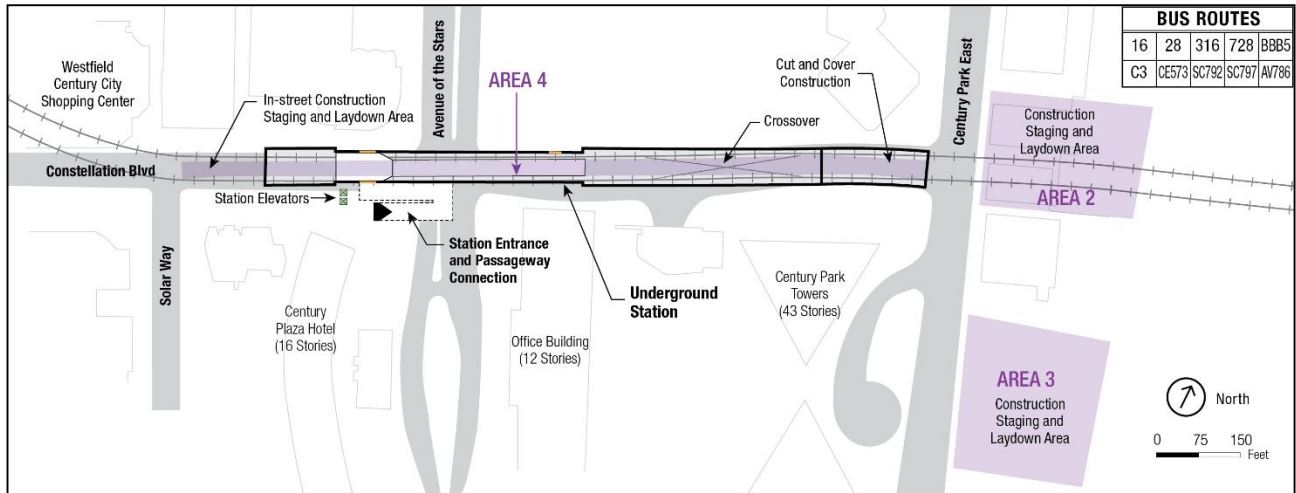 BUS ROUTES
16 28 316 728 BBB5
C3 CE573 SC792 SC797 AV786
Westfield
Century City
Shopping Center
In-street Construction
Staging and Laydown Area
Avenue of the Stars
AREA 4
Cut and Cover
Construction
Crossover
Century Park East
Construction
Staging and
Laydown Area
AREA 2
Constellation Blvd
Station Elevators
Solar Way
Station Entrance
and Passageway
Connection
Underground
Station
Century
Plaza Hotel
(16 Stories)
Office Building
(12 Stories)
Century Park
Towers
(43 Stories)
AREA 3
Construction
Staging and
Laydown Area
North
0 75 150
Feet